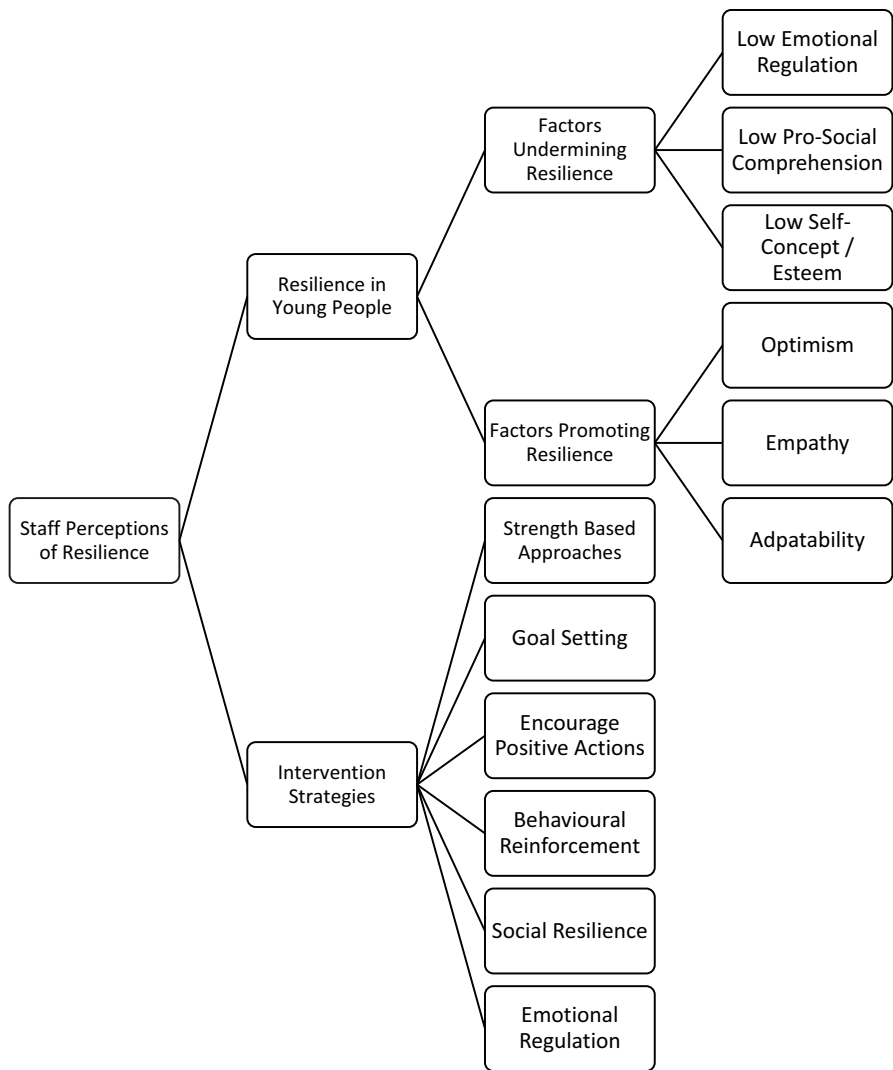 Low Emotional
Regulation
Factors
Undermining
Resilience
Low Pro-Social
Comprehension
Low Self-
Concept /
Esteem
Resilience in
Young People
Optimism
Factors Promoting
Resilience
Empathy
Adpatability
Staff Perceptions
of Resilience
Strength Based
Approaches
Goal Setting
Encourage
Positive Actions
Intervention
Strategies
Behavioural
Reinforcement
Social Resilience
Emotional
Regulation